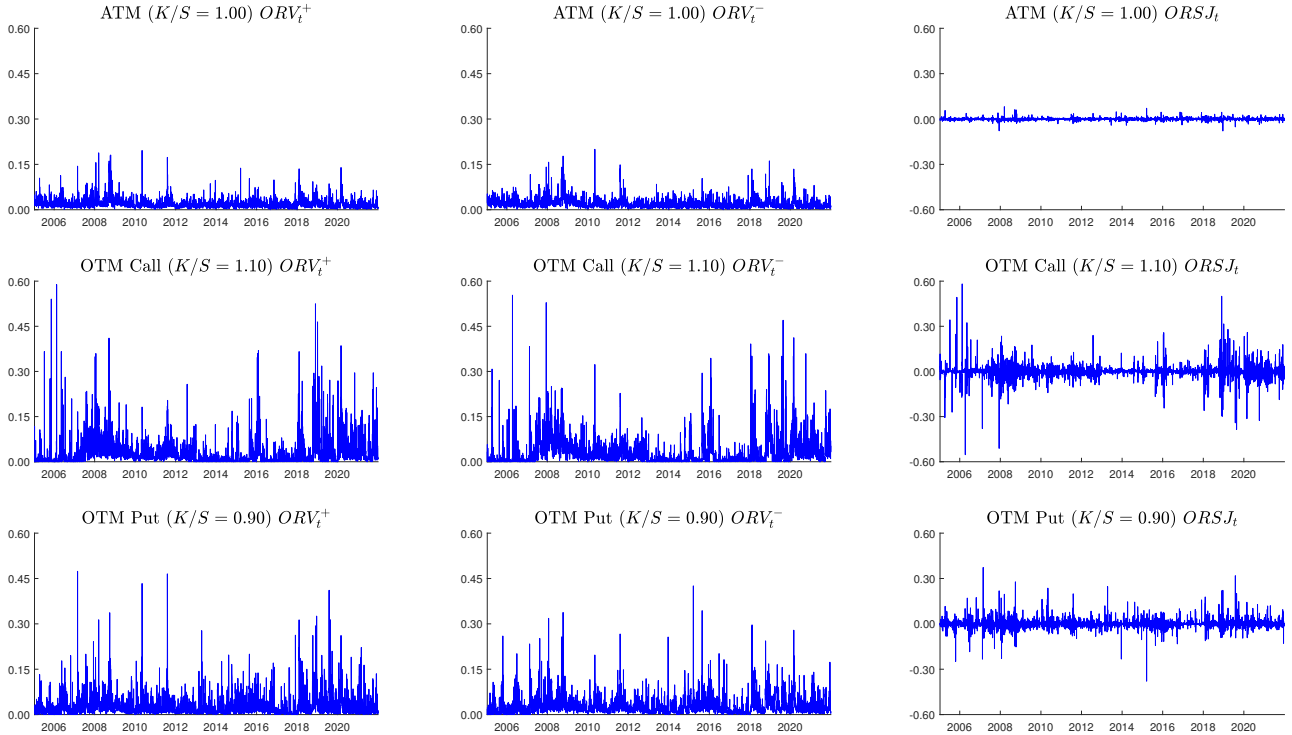 ATM (K/S = 1.00) ORV_t^+
0.60
0.45
0.30
0.15
0.00
2006 2008 2010 2012 2014 2016 2018 2020
ATM (K/S = 1.00) ORV_t^-
0.60
0.45
0.30
0.15
0.00
2006 2008 2010 2012 2014 2016 2018 2020
ATM (K/S = 1.00) ORSJ_t
0.60
0.30
0.00
-0.30
-0.60
2006 2008 2010 2012 2014 2016 2018 2020
OTM Call (K/S = 1.10) ORV_t^+
0.60
0.45
0.30
0.15
0.00
2006 2008 2010 2012 2014 2016 2018 2020
OTM Call (K/S = 1.10) ORV_t^-
0.60
0.45
0.30
0.15
0.00
2006 2008 2010 2012 2014 2016 2018 2020
OTM Call (K/S = 1.10) ORSJ_t
0.60
0.30
0.00
-0.30
-0.60
2006 2008 2010 2012 2014 2016 2018 2020
OTM Put (K/S = 0.90) ORV_t^+
0.60
0.45
0.30
0.15
0.00
2006 2008 2010 2012 2014 2016 2018 2020
OTM Put (K/S = 0.90) ORV_t^-
0.60
0.45
0.30
0.15
0.00
2006 2008 2010 2012 2014 2016 2018 2020
OTM Put (K/S = 0.90) ORSJ_t
0.60
0.30
0.00
-0.30
-0.60
2006 2008 2010 2012 2014 2016 2018 2020